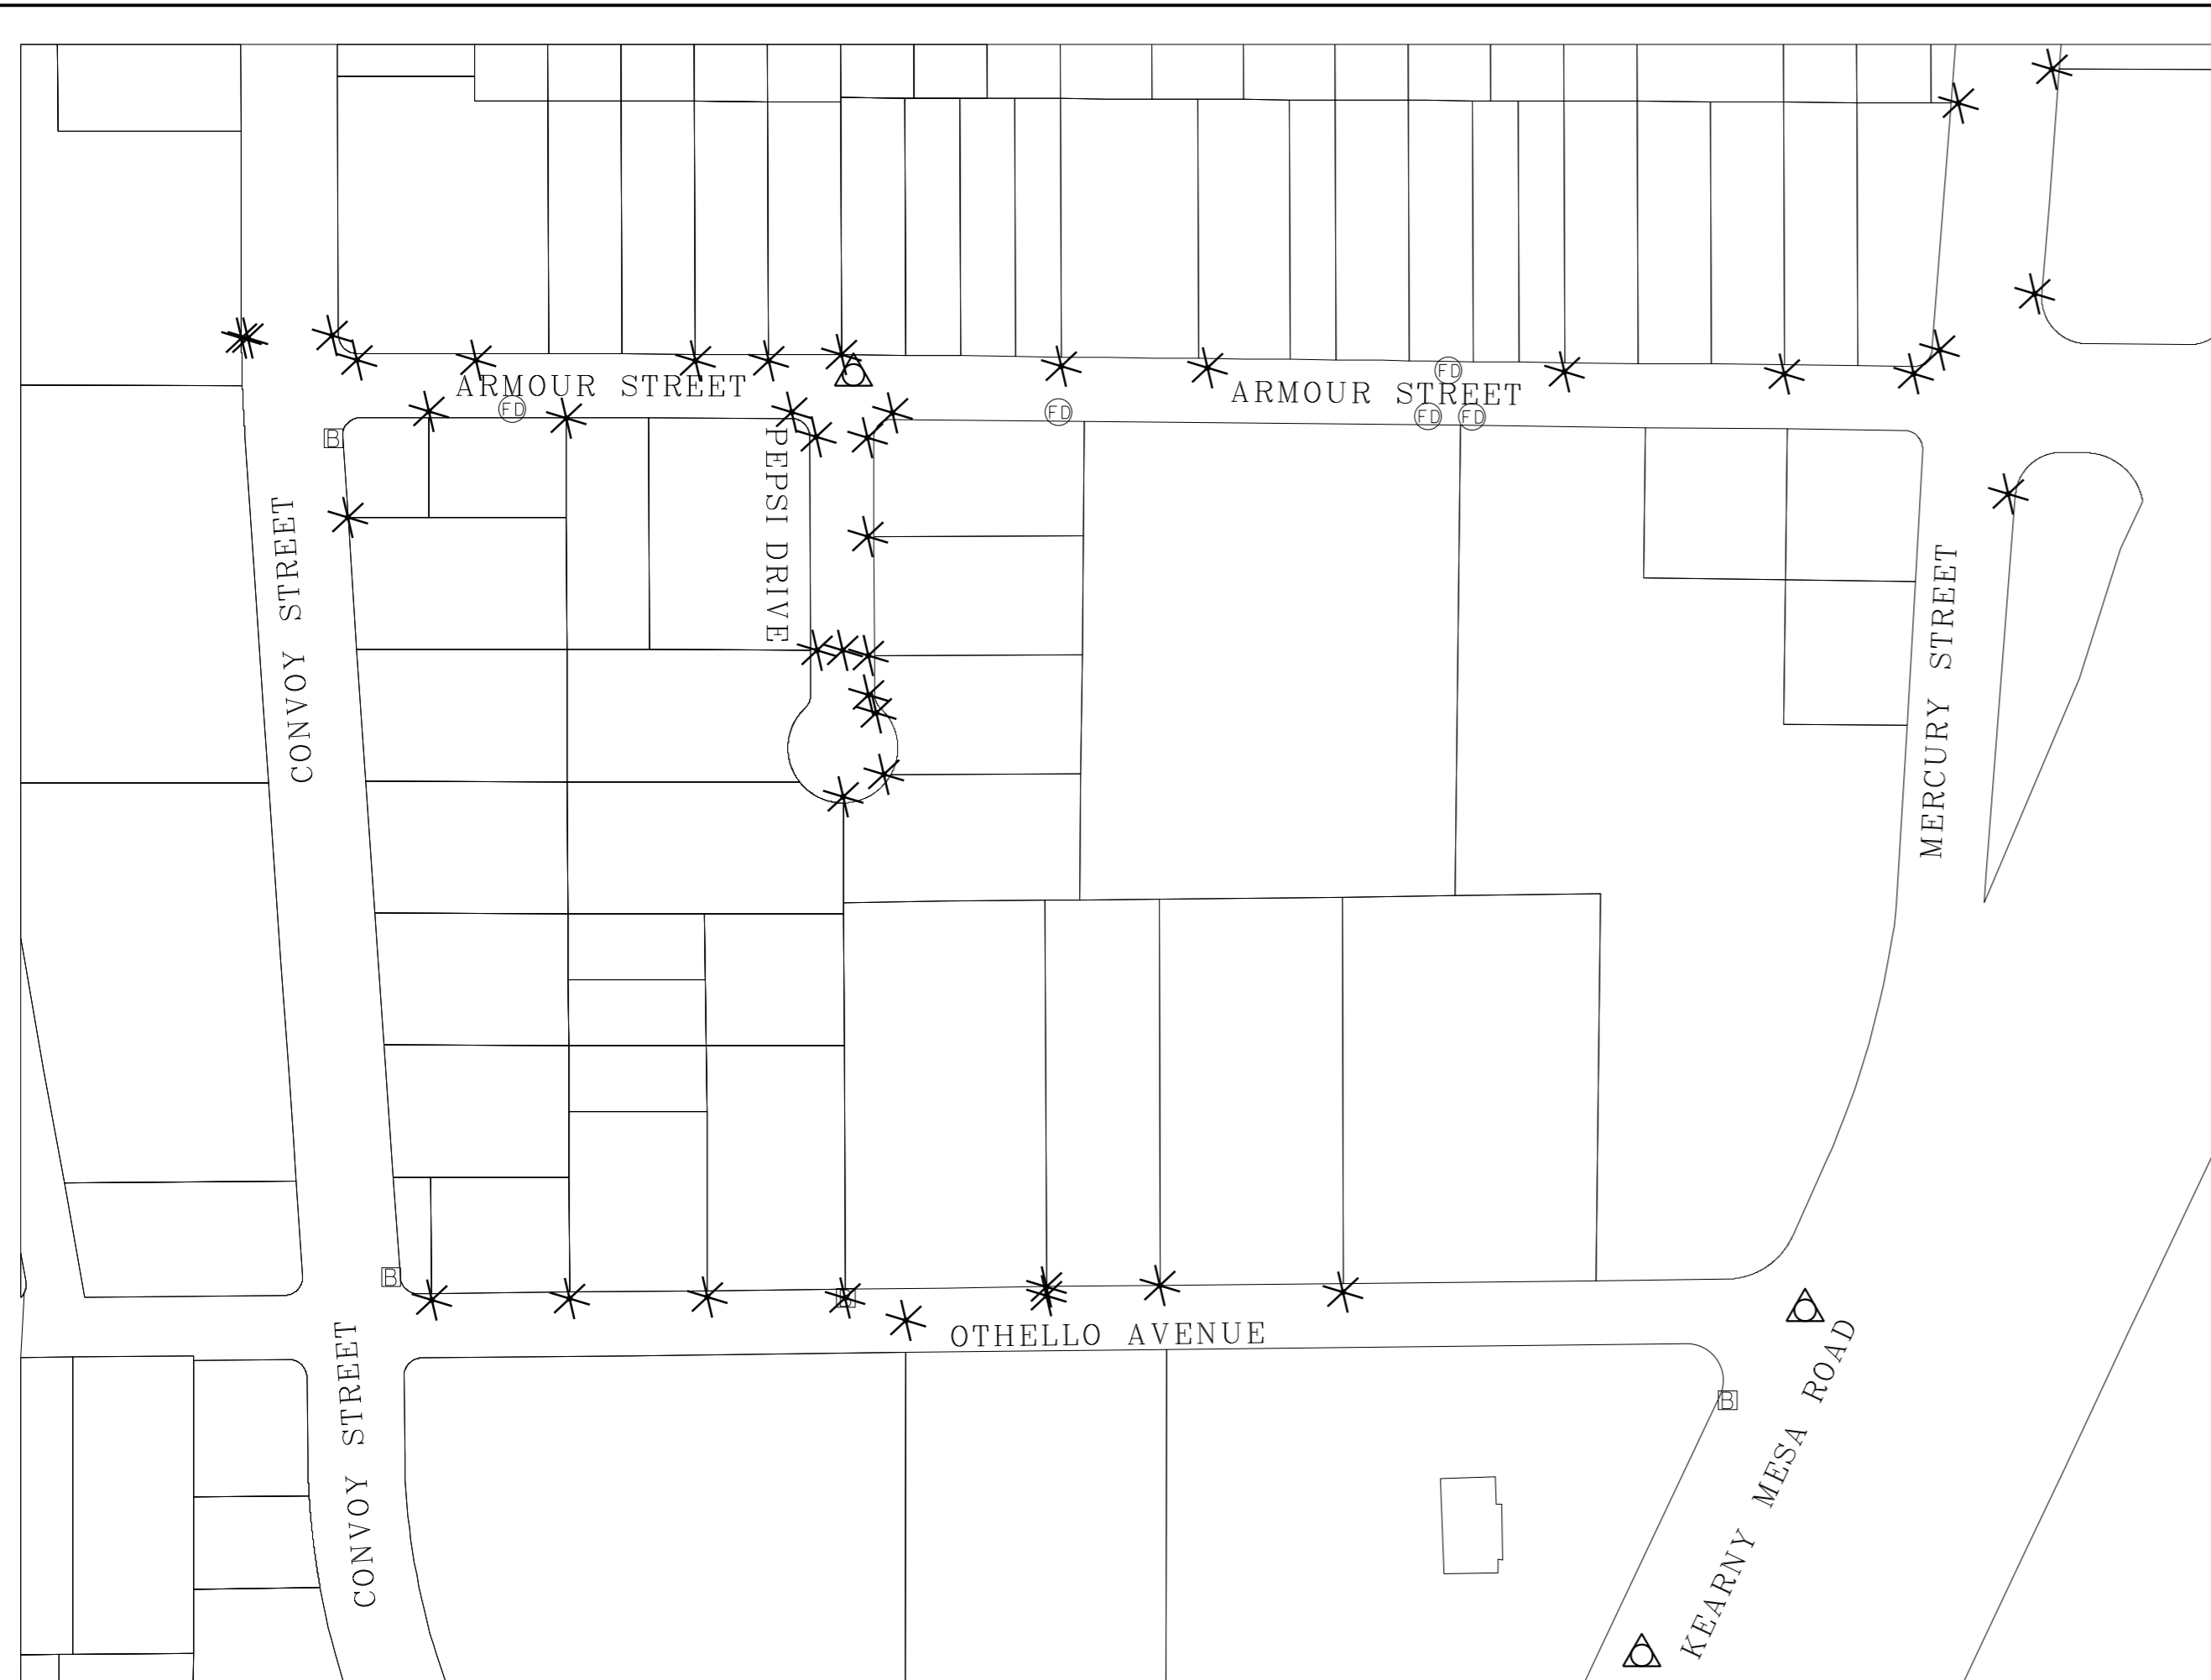 ARMOUR STREET
ARMOUR STREET
FD
FD
FD
FD
FD
B
PEPSI DRIVE
CONVOY STREET
MERCURY STREET
B
B
OTHELLO AVENUE
CONVOY STREET
B
KEARNY MESA ROAD